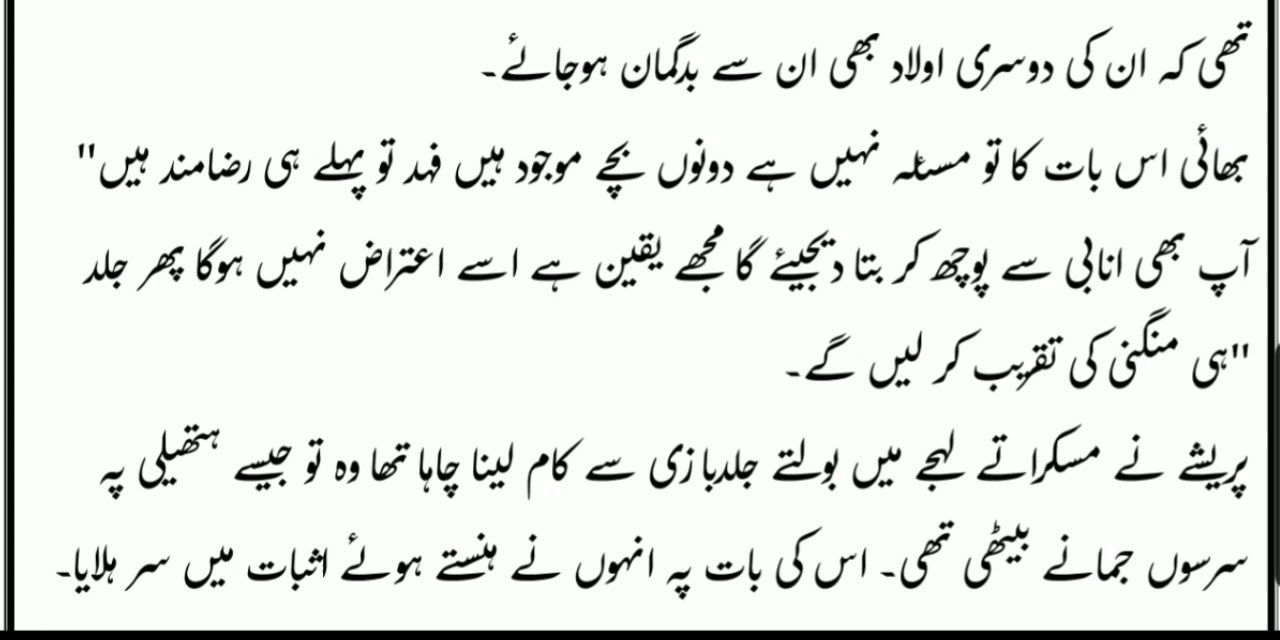 تھی کہ ان کی دوسری اولاد بھی ان سے بدگمان ہوجائے۔
بھائی اس بات کا تو مسئلہ نہیں ہے دونوں بچے موجود ہیں فہد تو پہلے ہی رضامند ہیں"
آپ بھی انابی سے پوچھ کر بتا دیجیئے گا مجھے یقین ہے اسے اعتراض نہیں ہوگا پھر جلد
"ہی منگنی کی تقریب کر لیں گے۔
پریشے نے مسکراتے لہجے میں بولتے جلدبازی سے کام لینا چاہا تھا وہ تو جیسے ہتھیلی پہ
سرسوں جمانے بیٹھی تھی۔ اس کی بات پہ انہوں نے ہنستے ہوئے اثبات میں سر ہلایا۔